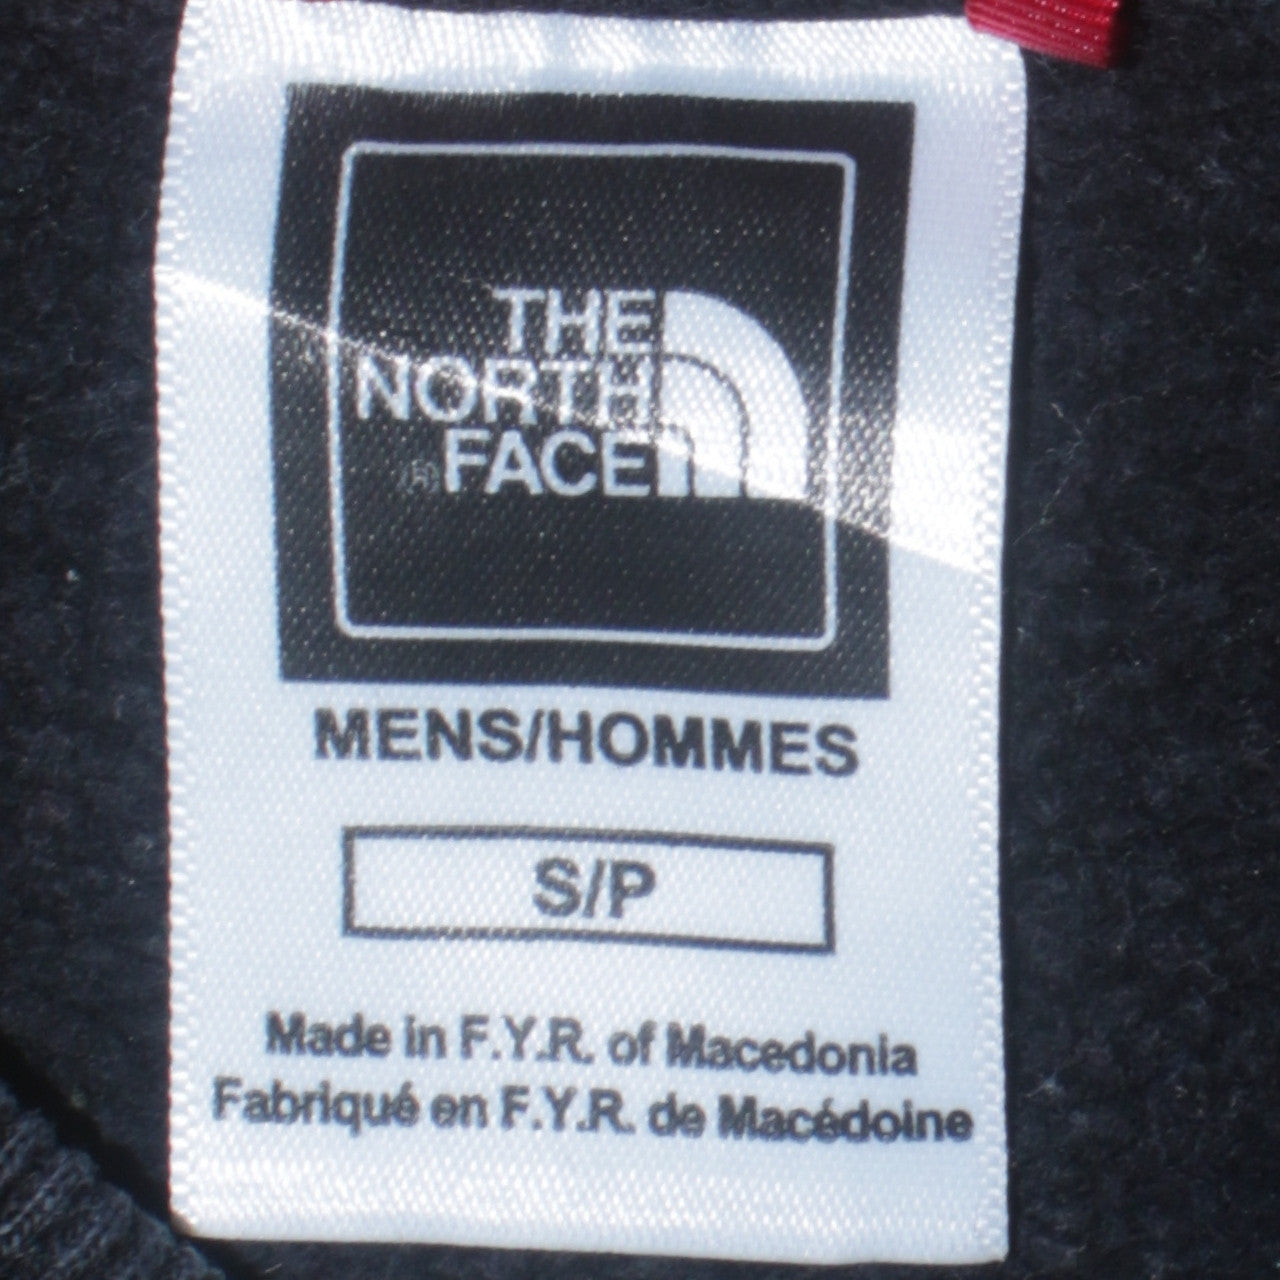 THE
NORTH
® FACE
MENS/HOMMES
S/P
Made in F.Y.R. of Macedonia
Fabriqué en F.Y.R. de Macédoine